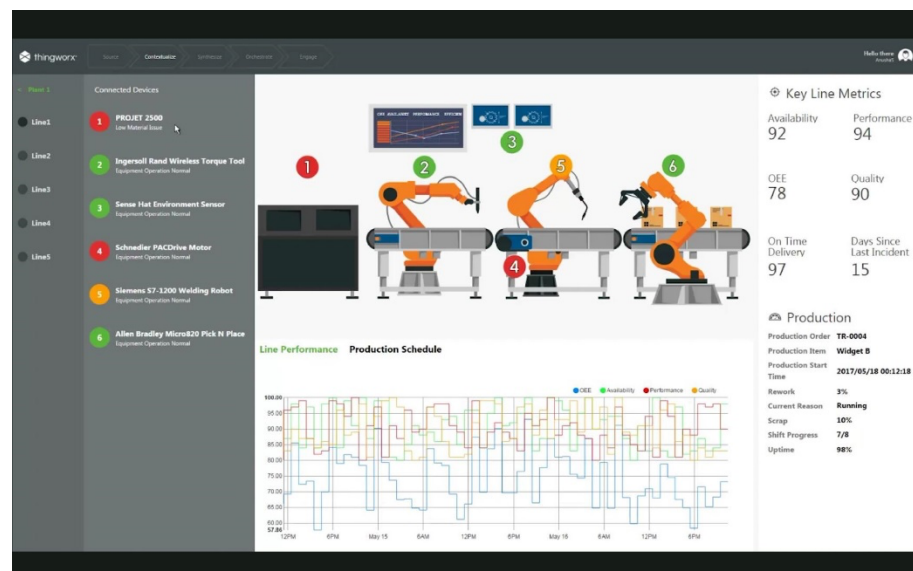 thingworx
Source
Contextualize
Synthesize
Orchestrate
Engage
Hello there
Plant 1
Line1
Line2
Line3
Line4
Line5
Connected Devices
1
PROJET 2500
Low Material Issue
2
Ingersoll Rand Wireless Torque Tool
Equipment Operation Normal
3
Sense Hat Environment Sensor
Equipment Operation Normal
4
Schnedier PACDrive Motor
Equipment Operation Normal
5
Siemens S7-1200 Welding Robot
Equipment Operation Normal
6
Allen Bradley Micro820 Pick N Place
Equipment Operation Normal
1
2
3
4
5
6
Line Performance
Production Schedule
OEE
Availability
Performance
Quality
100.00
95.00
90.00
85.00
80.00
75.00
70.00
65.00
60.00
57.86
12PM
6PM
May 15
6AM
12PM
6PM
May 16
6AM
12PM
6PM
Key Line Metrics
Availability
92
Performance
94
OEE
78
Quality
90
On Time
Delivery
97
Days Since
Last Incident
15
Production
Production Order TR-0004
Production Item Widget B
Production Start
Time
2017/05/18 00:12:18
Rework 3%
Current Reason Running
Scrap 10%
Shift Progress 7/8
Uptime 98%